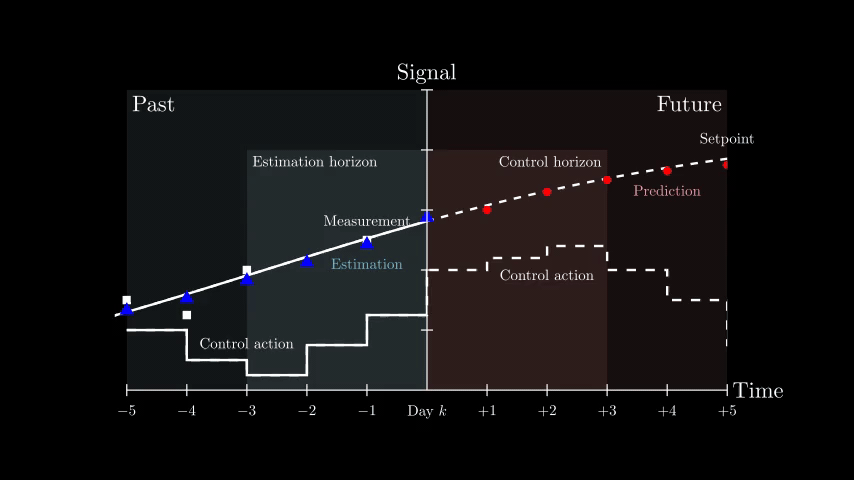 Signal
Past
Future
Setpoint
Estimation horizon
Control horizon
Prediction
Measurement
Estimation
Control action
Control action
Time
−5
−4
−3
−2
−1
Day k
+1
+2
+3
+4
+5